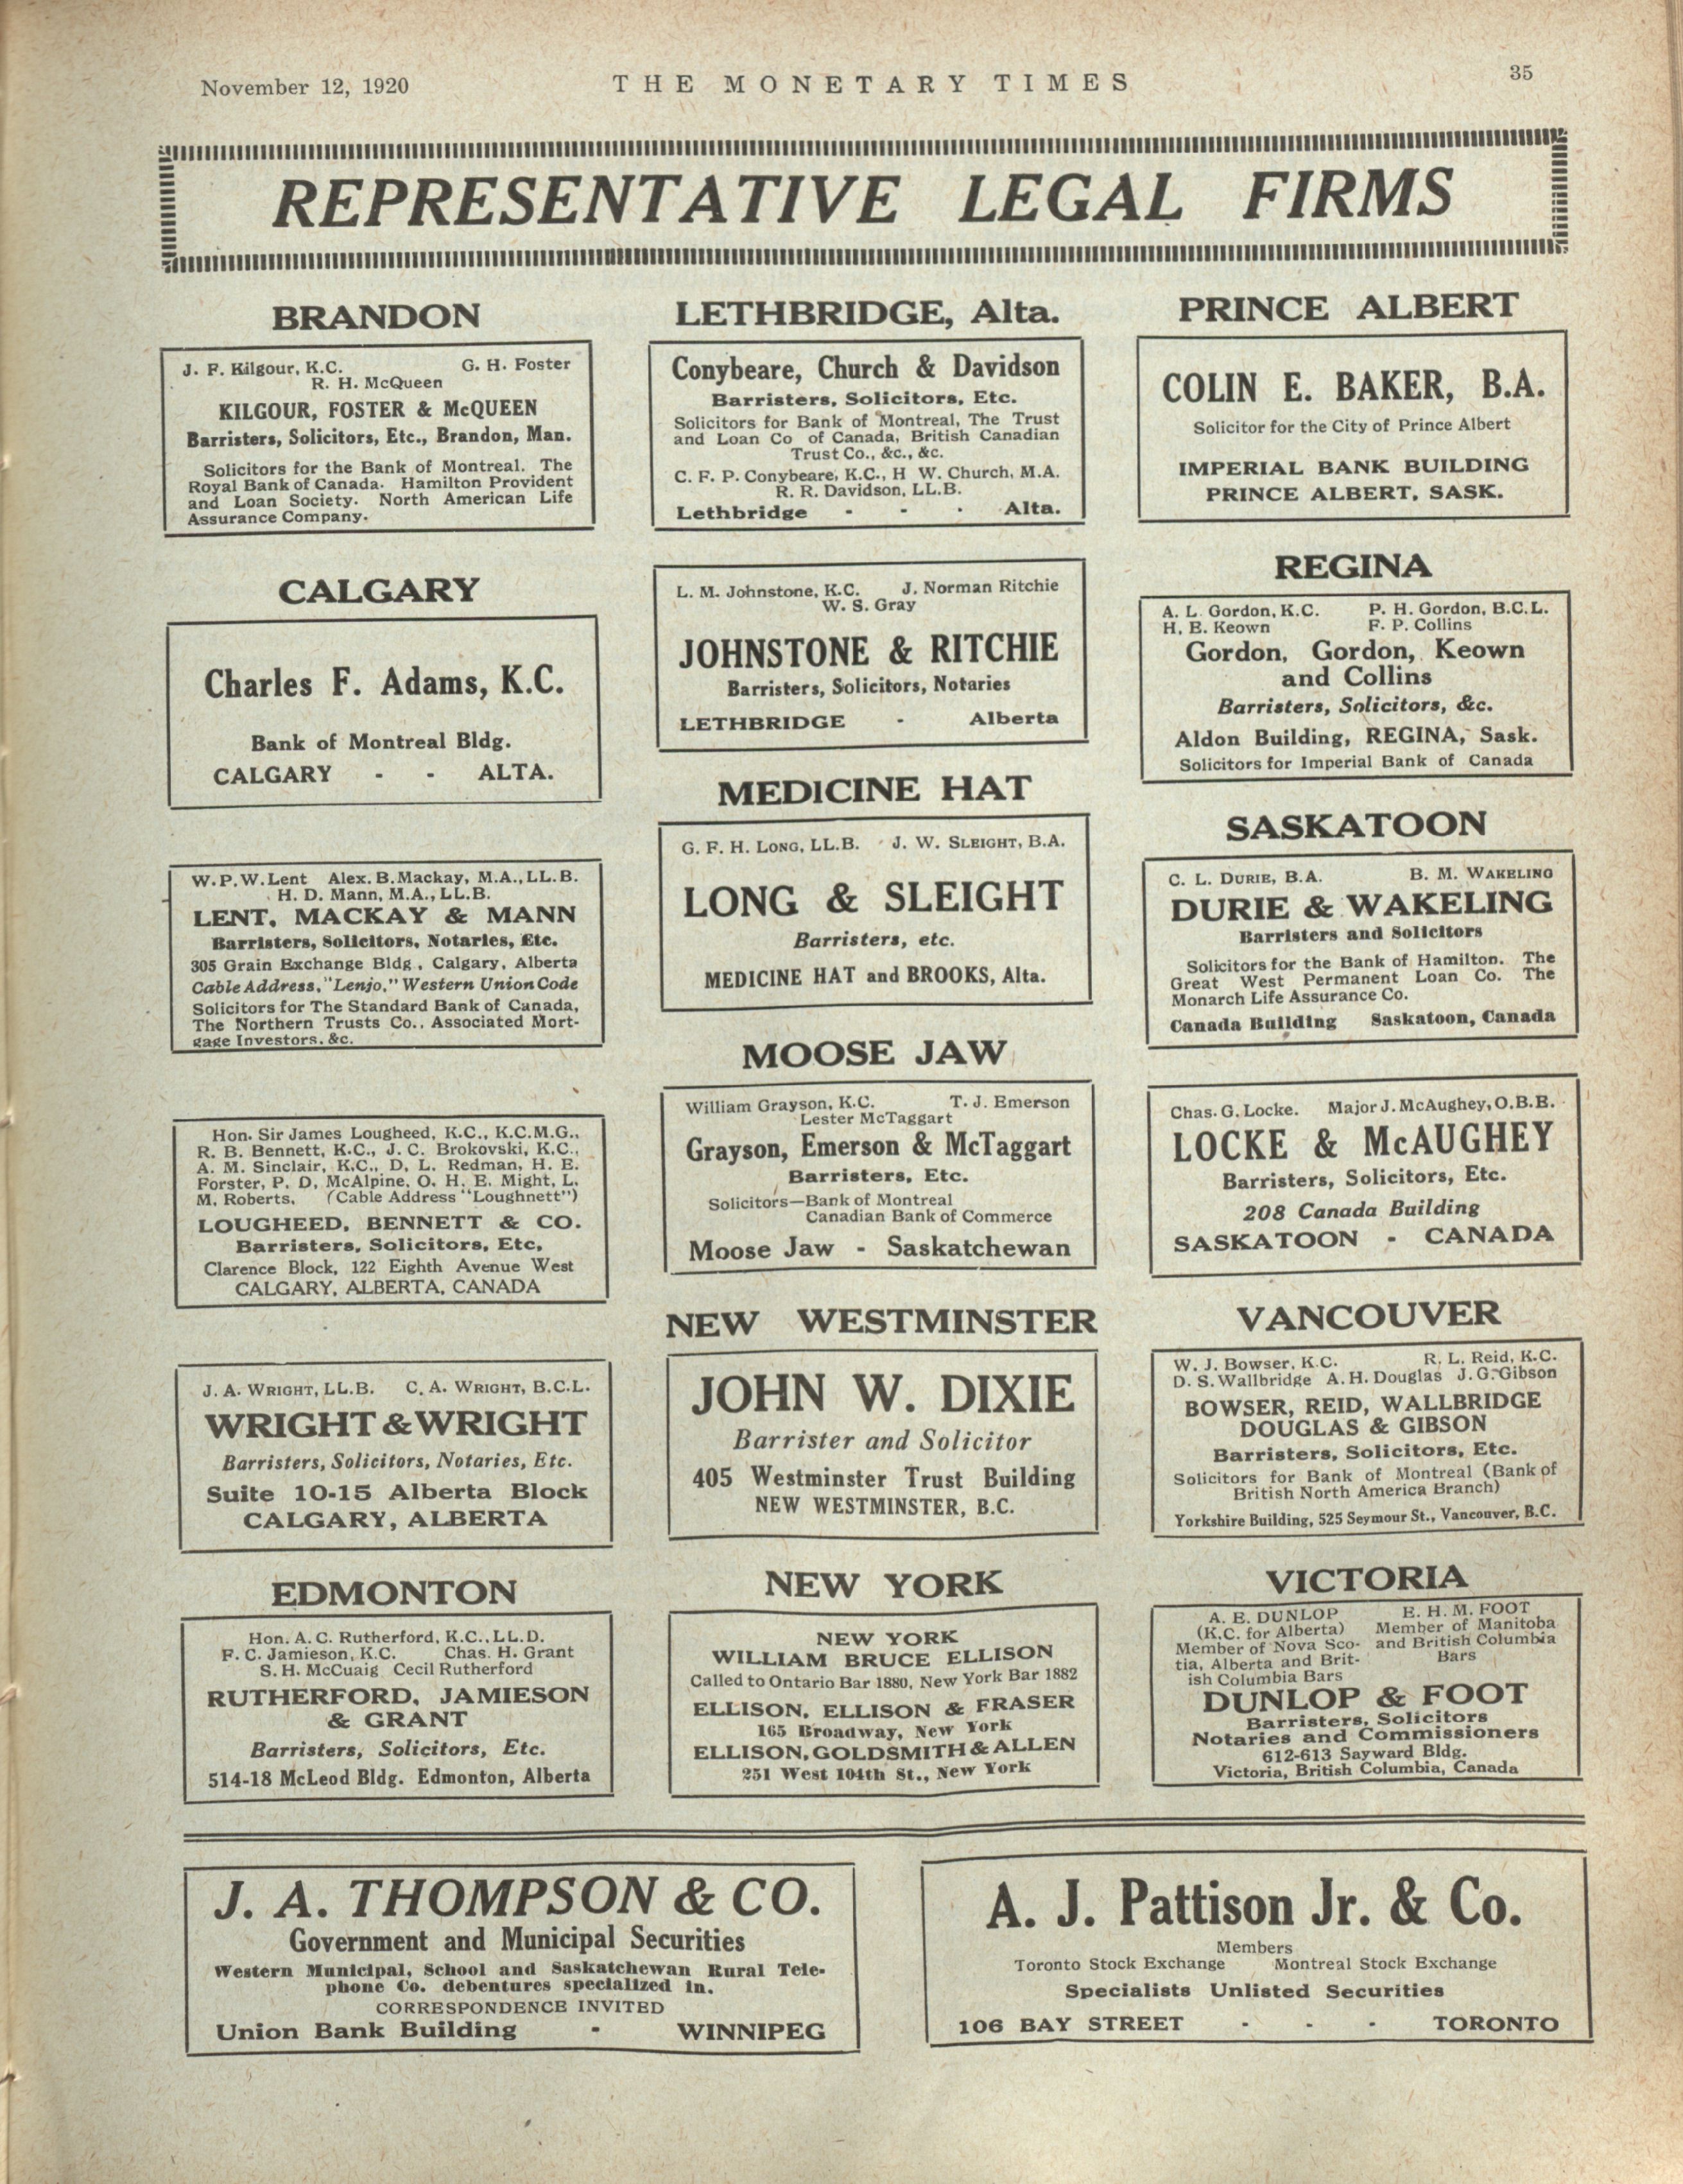 November 12, 1920
THE MONETARY TIMES
35
REPRESENTATIVE LEGAL FIRMS
BRANDON
J. F. Kilgour, K.C. G. H. Foster
R. H. McQueen
KILGOUR, FOSTER & McQUEEN
Barristers, Solicitors, Etc., Brandon, Man.
Solicitors for the Bank of Montreal. The
Royal Bank of Canada. Hamilton Provident
and Loan Society. North American Life
Assurance Company.
CALGARY
Charles F. Adams, K.C.
Bank of Montreal Bldg.
CALGARY - - ALTA.
W. P. W. Lent Alex. B. Mackay, M.A., LL.B.
H. D. Mann, M.A., LL.B.
LENT, MACKAY & MANN
Barristers, Solicitors, Notaries, Etc.
305 Grain Exchange Bldg., Calgary, Alberta
Cable Address, "Lenjo," Western Union Code
Solicitors for The Standard Bank of Canada,
The Northern Trusts Co., Associated Mort-
gage Investors, &c.
Hon. Sir James Lougheed, K.C., K.C.M.G.,
R. B. Bennett, K.C., J. C. Brokovski, K.C.,
A. M. Sinclair, K.C., D. L. Redman, H. E.
Forster, P. D. McAlpine, O. H. E. Might, L.
M. Roberts. (Cable Address "Loughnett")
LOUGHEED, BENNETT & CO.
Barristers, Solicitors, Etc.
Clarence Block, 122 Eighth Avenue West
CALGARY, ALBERTA, CANADA
J. A. WRIGHT, LL.B. C. A. WRIGHT, B.C.L.
WRIGHT & WRIGHT
Barristers, Solicitors, Notaries, Etc.
Suite 10-15 Alberta Block
CALGARY, ALBERTA
EDMONTON
Hon. A. C. Rutherford, K.C., LL.D.
F. C. Jamieson, K.C. Chas. H. Grant
S. H. McCuaig Cecil Rutherford
RUTHERFORD, JAMIESON
& GRANT
Barristers, Solicitors, Etc.
514-18 McLeod Bldg. Edmonton, Alberta
LETHBRIDGE, Alta.
Conybeare, Church & Davidson
Barristers, Solicitors, Etc.
Solicitors for Bank of Montreal, The Trust
and Loan Co of Canada, British Canadian
Trust Co., &c., &c.
C. F. P. Conybeare, K.C., H W. Church, M.A.
R. R. Davidson, LL.B.
Lethbridge - - - Alta.
L. M. Johnstone, K.C. J. Norman Ritchie
W. S. Gray
JOHNSTONE & RITCHIE
Barristers, Solicitors, Notaries
LETHBRIDGE - Alberta
MEDICINE HAT
G. F. H. LONG, LL.B. J. W. SLEIGHT, B.A.
LONG & SLEIGHT
Barristers, etc.
MEDICINE HAT and BROOKS, Alta.
MOOSE JAW
William Grayson, K.C. T. J. Emerson
Lester McTaggart
Grayson, Emerson & McTaggart
Barristers, Etc.
Solicitors—Bank of Montreal
Canadian Bank of Commerce
Moose Jaw - Saskatchewan
NEW WESTMINSTER
JOHN W. DIXIE
Barrister and Solicitor
405 Westminster Trust Building
NEW WESTMINSTER, B.C.
NEW YORK
NEW YORK
WILLIAM BRUCE ELLISON
Called to Ontario Bar 1880, New York Bar 1882
ELLISON, ELLISON & FRASER
165 Broadway, New York
ELLISON, GOLDSMITH & ALLEN
251 West 104th St., New York
PRINCE ALBERT
COLIN E. BAKER, B.A.
Solicitor for the City of Prince Albert
IMPERIAL BANK BUILDING
PRINCE ALBERT, SASK.
REGINA
A. L. Gordon, K.C. P. H. Gordon, B.C.L.
H. E. Keown F. P. Collins
Gordon, Gordon, Keown
and Collins
Barristers, Solicitors, &c.
Aldon Building, REGINA, Sask.
Solicitors for Imperial Bank of Canada
SASKATOON
C. L. DURIE, B.A. B. M. WAKELING
DURIE & WAKELING
Barristers and Solicitors
Solicitors for the Bank of Hamilton. The
Great West Permanent Loan Co. The
Monarch Life Assurance Co.
Canada Building Saskatoon, Canada
Chas. G. Locke. Major J. McAughey, O.B.E.
LOCKE & McAUGHEY
Barristers, Solicitors, Etc.
208 Canada Building
SASKATOON - CANADA
VANCOUVER
W. J. Bowser, K.C. R. L. Reid, K.C.
D. S. Wallbridge A. H. Douglas J. G. Gibson
BOWSER, REID, WALLBRIDGE
DOUGLAS & GIBSON
Barristers, Solicitors, Etc.
Solicitors for Bank of Montreal (Bank of
British North America Branch)
Yorkshire Building, 525 Seymour St., Vancouver, B.C.
VICTORIA
A. E. DUNLOP E. H. M. FOOT
(K.C. for Alberta) Member of Manitoba
Member of Nova Sco- and British Columbia
tia, Alberta and Brit- Bars
ish Columbia Bars
DUNLOP & FOOT
Barristers, Solicitors
Notaries and Commissioners
612-613 Sayward Bldg.
Victoria, British Columbia, Canada
J. A. THOMPSON & CO.
Government and Municipal Securities
Western Municipal, School and Saskatchewan Rural Tele-
phone Co. debentures specialized in.
CORRESPONDENCE INVITED
Union Bank Building - WINNIPEG
A. J. Pattison Jr. & Co.
Members
Toronto Stock Exchange Montreal Stock Exchange
Specialists Unlisted Securities
106 BAY STREET - - - TORONTO